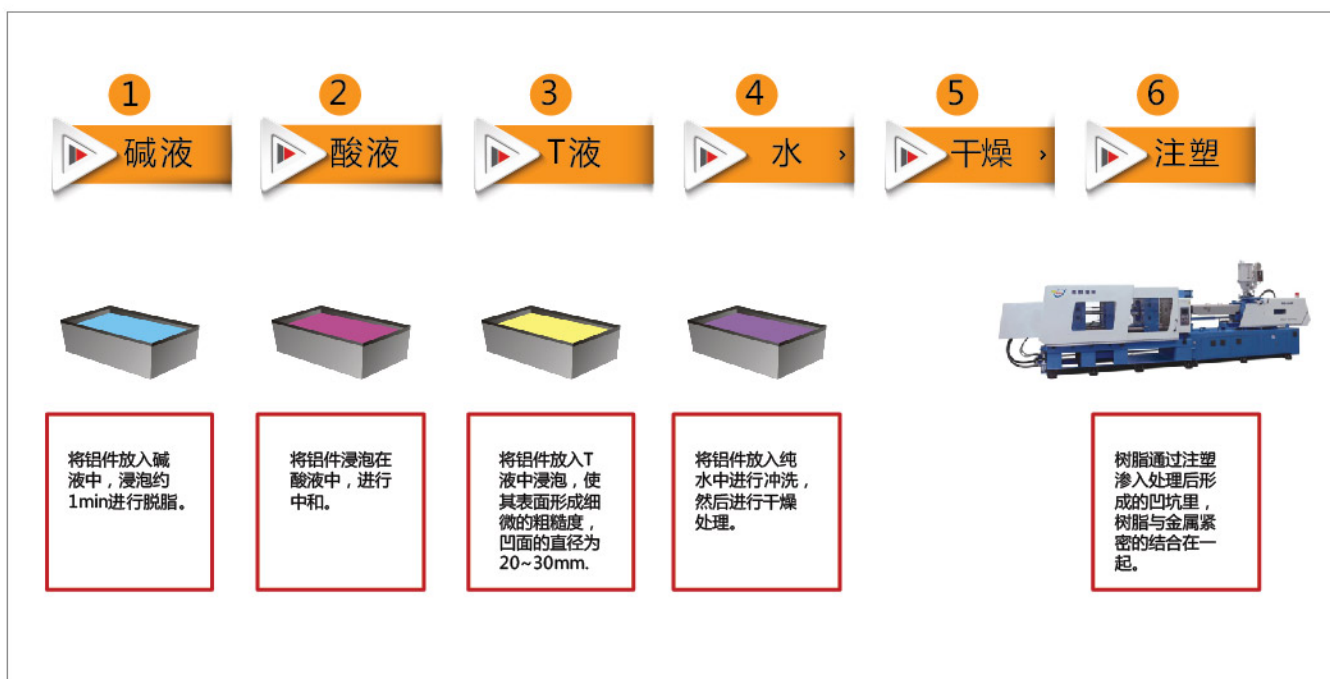 1
2
3
4
5
6
碱液
酸液
T液
水
干燥
注塑
将铝件放入碱
液中，浸泡约
1min进行脱脂。
将铝件浸泡在
酸液中，进行
中和。
将铝件放入T
液中浸泡，使
其表面形成细
微的粗糙度，
凹面的直径为
20~30mm.
将铝件放入纯
水中进行冲洗，
然后进行干燥
处理。
树脂通过注塑
渗入处理后形
成的凹坑里，
树脂与金属紧
密的结合在一
起。